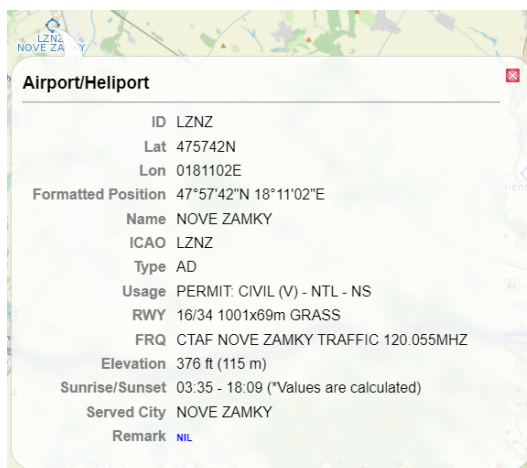 LZNZ
NOVE ZAMKY
Airport/Heliport
ID LZNZ
Lat 475742N
Lon 0181102E
Formatted Position 47°57'42"N 18°11'02"E
Name NOVE ZAMKY
ICAO LZNZ
Type AD
Usage PERMIT: CIVIL (V) - NTL - NS
RWY 16/34 1001x69m GRASS
FRQ CTAF NOVE ZAMKY TRAFFIC 120.055MHZ
Elevation 376 ft (115 m)
Sunrise/Sunset 03:35 - 18:09 (*Values are calculated)
Served City NOVE ZAMKY
Remark NIL